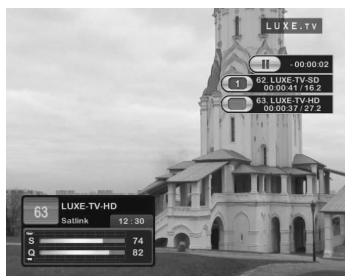 LUXE.TV
- 00:00:02
1
62. LUXE-TV-SD
00:00:41 / 16.2
63. LUXE-TV-HD
00:00:37 / 27.2
63
LUXE-TV-HD
Satlink
12:30
S
74
Q
82